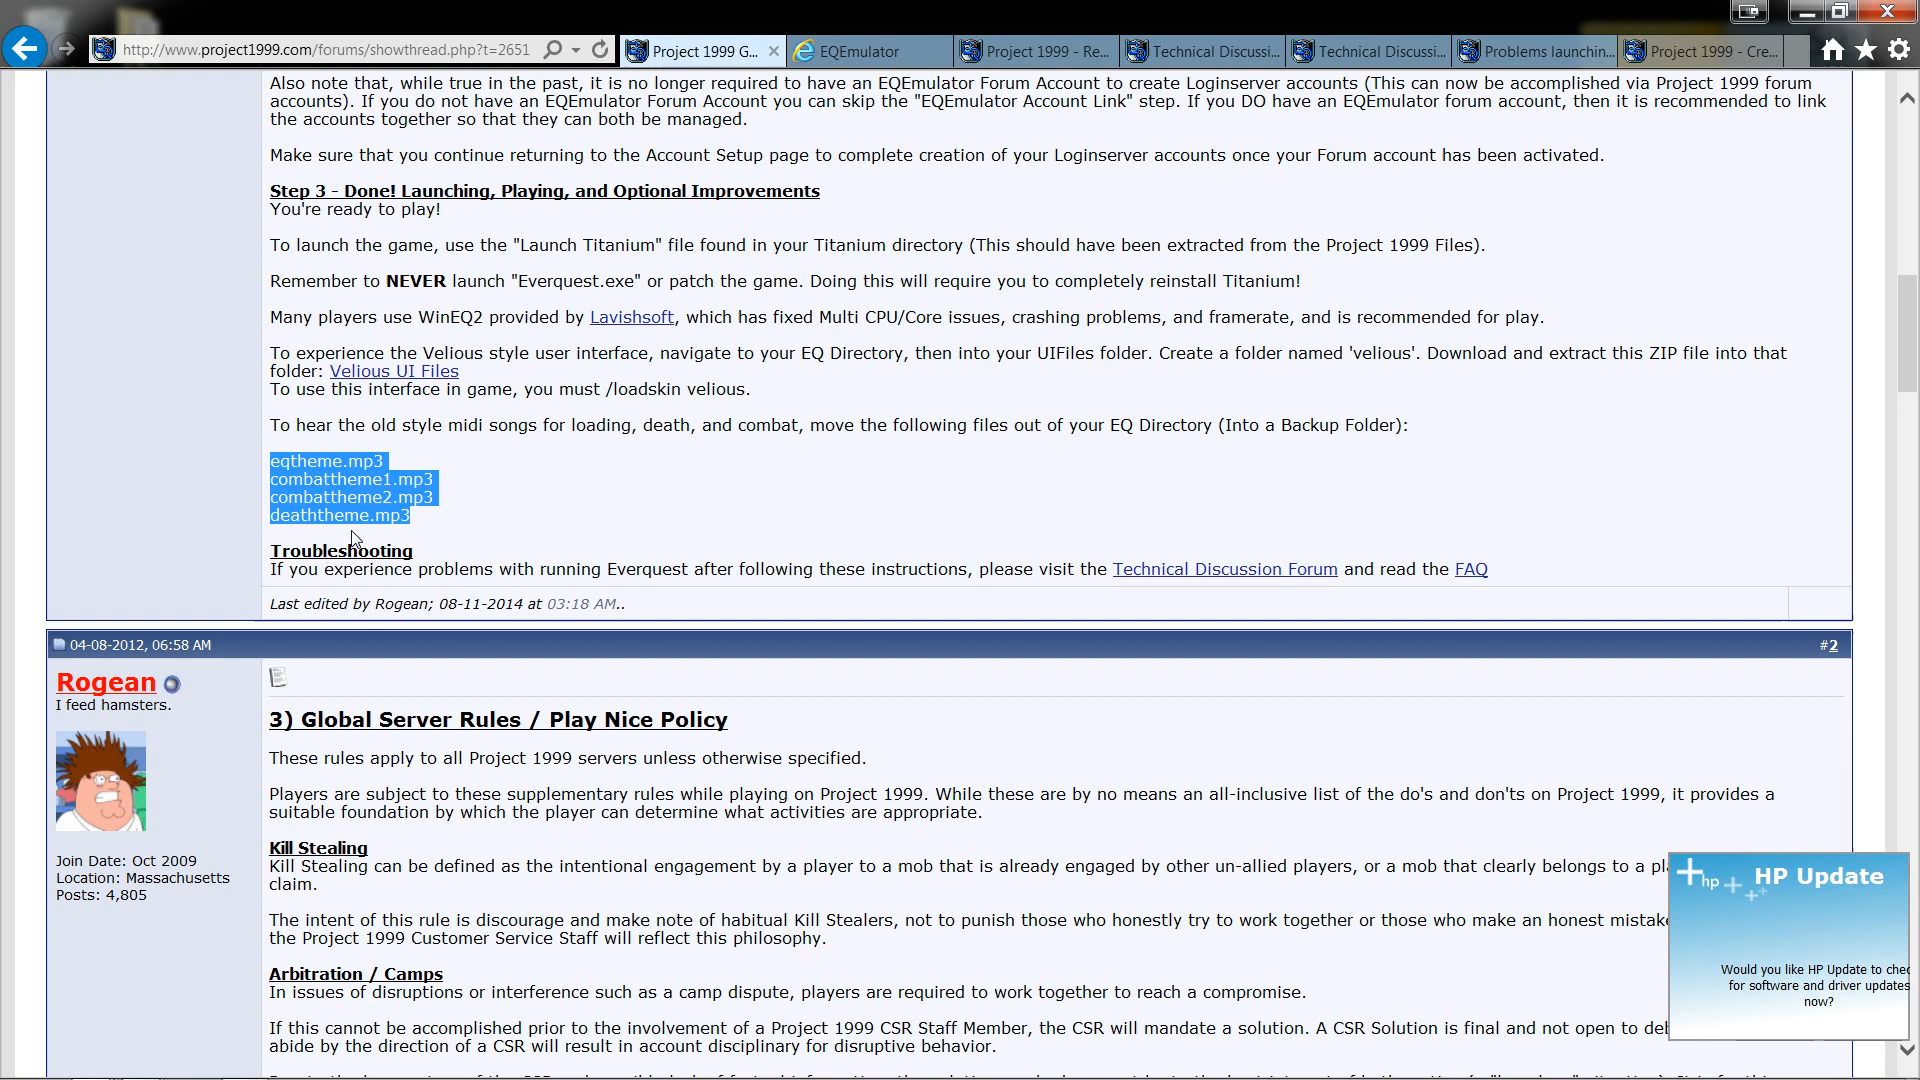 http://www.project1999.com/forums/showthread.php?t=2651
Project 1999 G...
EQEmulator
Project 1999 - Re...
Technical Discussi...
Technical Discussi...
Problems launchin...
Project 1999 - Cre...
Also note that, while true in the past, it is no longer required to have an EQEmulator Forum Account to create Loginserver accounts (This can now be accomplished via Project 1999 forum
accounts). If you do not have an EQEmulator Forum Account you can skip the "EQEmulator Account Link" step. If you DO have an EQEmulator forum account, then it is recommended to link
the accounts together so that they can both be managed.
Make sure that you continue returning to the Account Setup page to complete creation of your Loginserver accounts once your Forum account has been activated.
Step 3 - Done! Launching, Playing, and Optional Improvements
You're ready to play!
To launch the game, use the "Launch Titanium" file found in your Titanium directory (This should have been extracted from the Project 1999 Files).
Remember to NEVER launch "Everquest.exe" or patch the game. Doing this will require you to completely reinstall Titanium!
Many players use WinEQ2 provided by Lavishsoft, which has fixed Multi CPU/Core issues, crashing problems, and framerate, and is recommended for play.
To experience the Velious style user interface, navigate to your EQ Directory, then into your UIFiles folder. Create a folder named 'velious'. Download and extract this ZIP file into that
folder: Velious UI Files
To use this interface in game, you must /loadskin velious.
To hear the old style midi songs for loading, death, and combat, move the following files out of your EQ Directory (Into a Backup Folder):
eqtheme.mp3
combattheme1.mp3
combattheme2.mp3
deaththeme.mp3
Troubleshooting
If you experience problems with running Everquest after following these instructions, please visit the Technical Discussion Forum and read the FAQ
Last edited by Rogean; 08-11-2014 at 03:18 AM..
04-08-2012, 06:58 AM
#2
Rogean
I feed hamsters.
Join Date: Oct 2009
Location: Massachusetts
Posts: 4,805
3) Global Server Rules / Play Nice Policy
These rules apply to all Project 1999 servers unless otherwise specified.
Players are subject to these supplementary rules while playing on Project 1999. While these are by no means an all-inclusive list of the do's and don'ts on Project 1999, it provides a
suitable foundation by which the player can determine what activities are appropriate.
Kill Stealing
Kill Stealing can be defined as the intentional engagement by a player to a mob that is already engaged by other un-allied players, or a mob that clearly belongs to a
claim.
The intent of this rule is discourage and make note of habitual Kill Stealers, not to punish those who honestly try to work together or those who make an honest
the Project 1999 Customer Service Staff will reflect this philosophy.
Arbitration / Camps
In issues of disruptions or interference such as a camp dispute, players are required to work together to reach a compromise.
If this cannot be accomplished prior to the involvement of a Project 1999 CSR Staff Member, the CSR will mandate a solution. A CSR Solution is final and not open to
abide by the direction of a CSR will result in account disciplinary for disruptive behavior.
hp
HP Update
Would you like HP Update to
for software and driver updates
now?